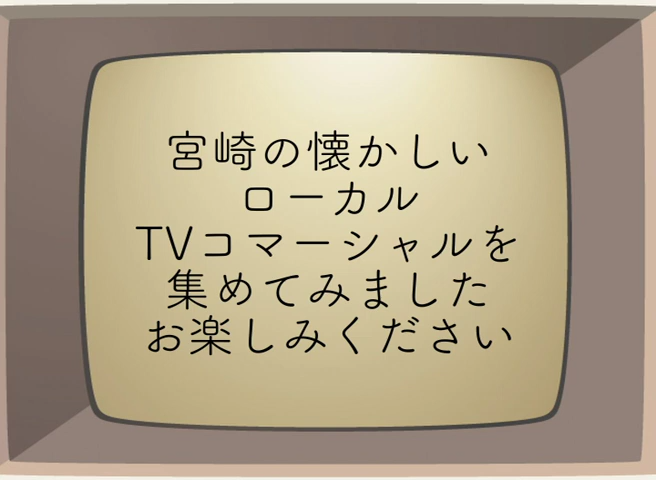 宮崎の懐かしい
ローカル
TVコマーシャルを
集めてみました
お楽しみください